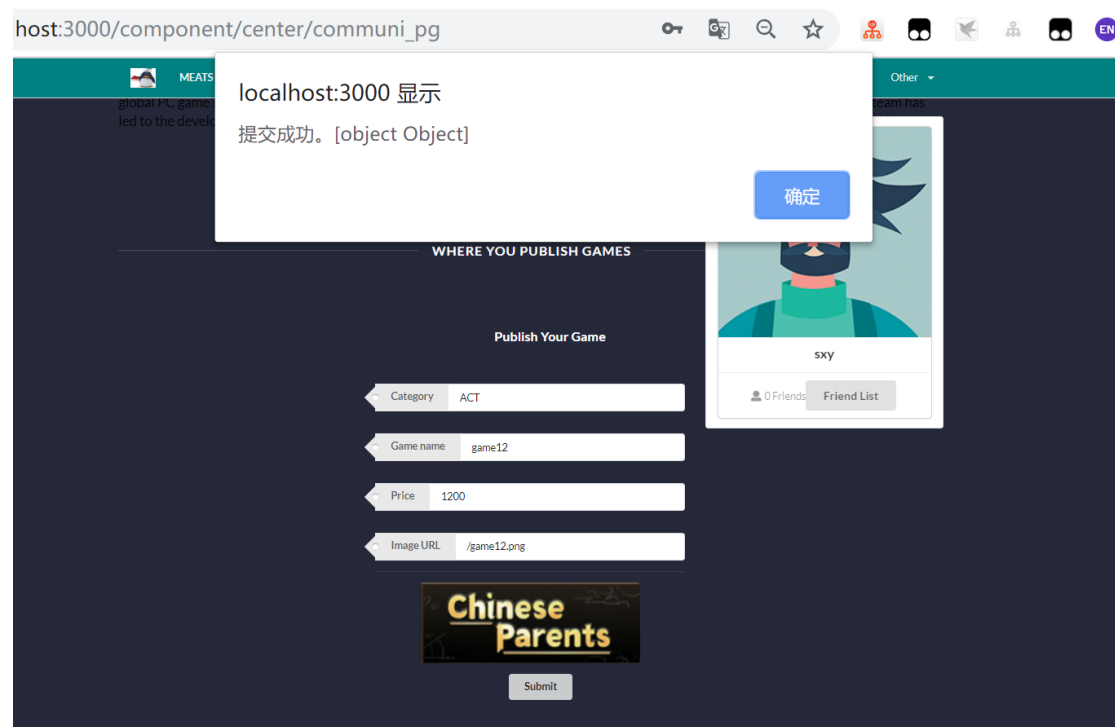 host:3000/component/center/communi_pg
EN
MEATS
Other
localhost:3000 显示
提交成功。[object Object]
确定
global PC game
team has
led to the develo
WHERE YOU PUBLISH GAMES
Publish Your Game
sxy
0 Friends
Friend List
Category ACT
Game name game12
Price 1200
Image URL /game12.png
Chinese
Parents
Submit